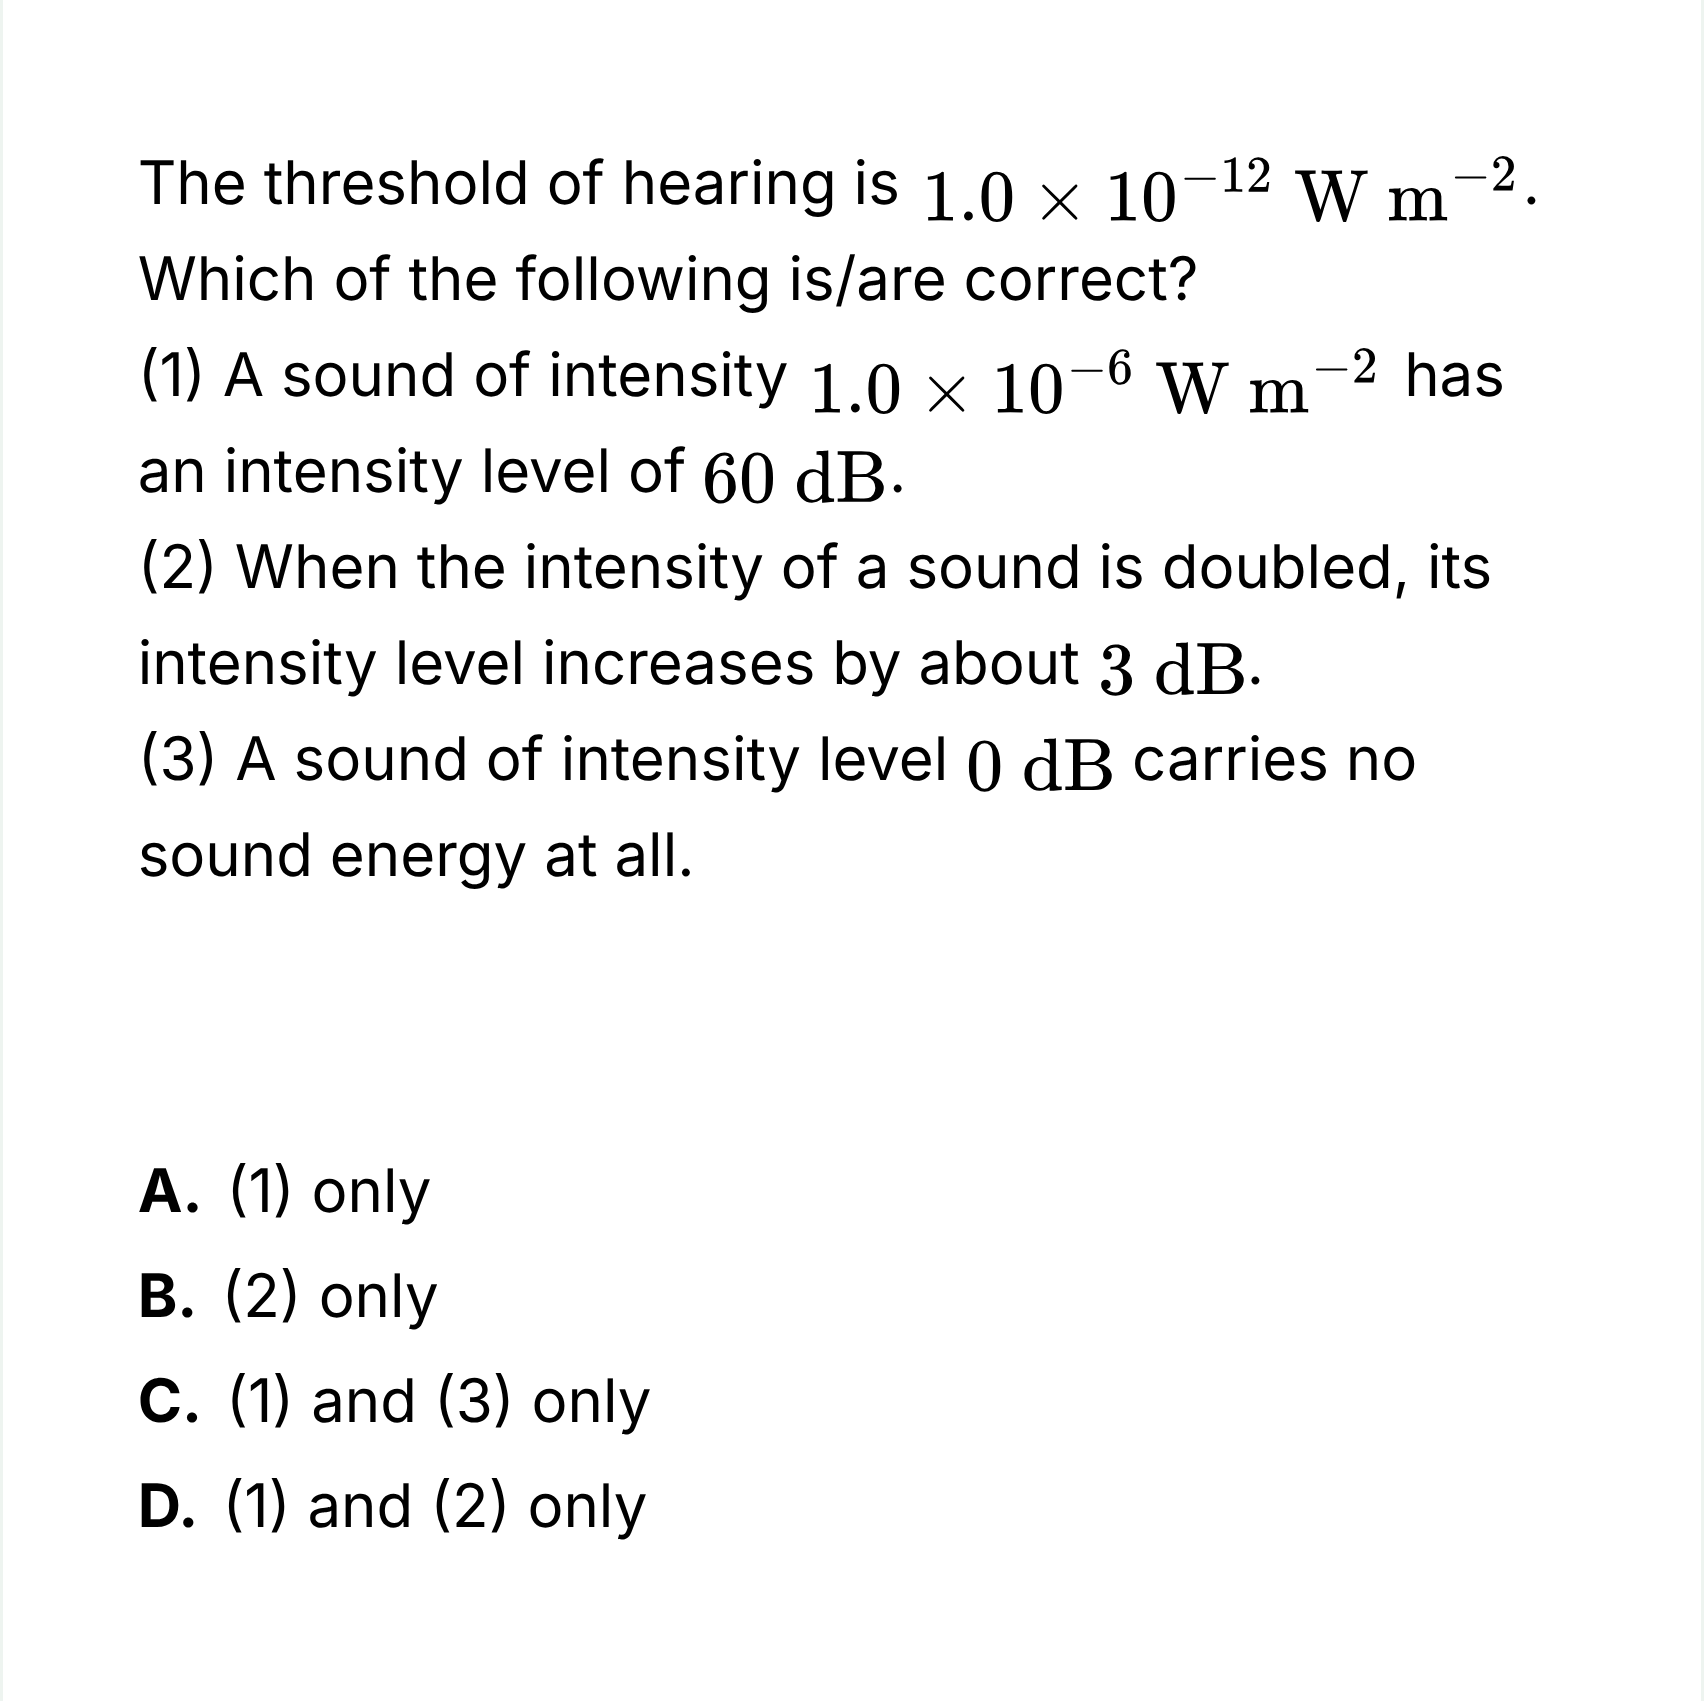 The threshold of hearing is 1.0 × 10⁻¹² W m⁻².
Which of the following is/are correct?
(1) A sound of intensity 1.0 × 10⁻⁶ W m⁻² has
an intensity level of 60 dB.
(2) When the intensity of a sound is doubled, its
intensity level increases by about 3 dB.
(3) A sound of intensity level 0 dB carries no
sound energy at all.
A. (1) only
B. (2) only
C. (1) and (3) only
D. (1) and (2) only